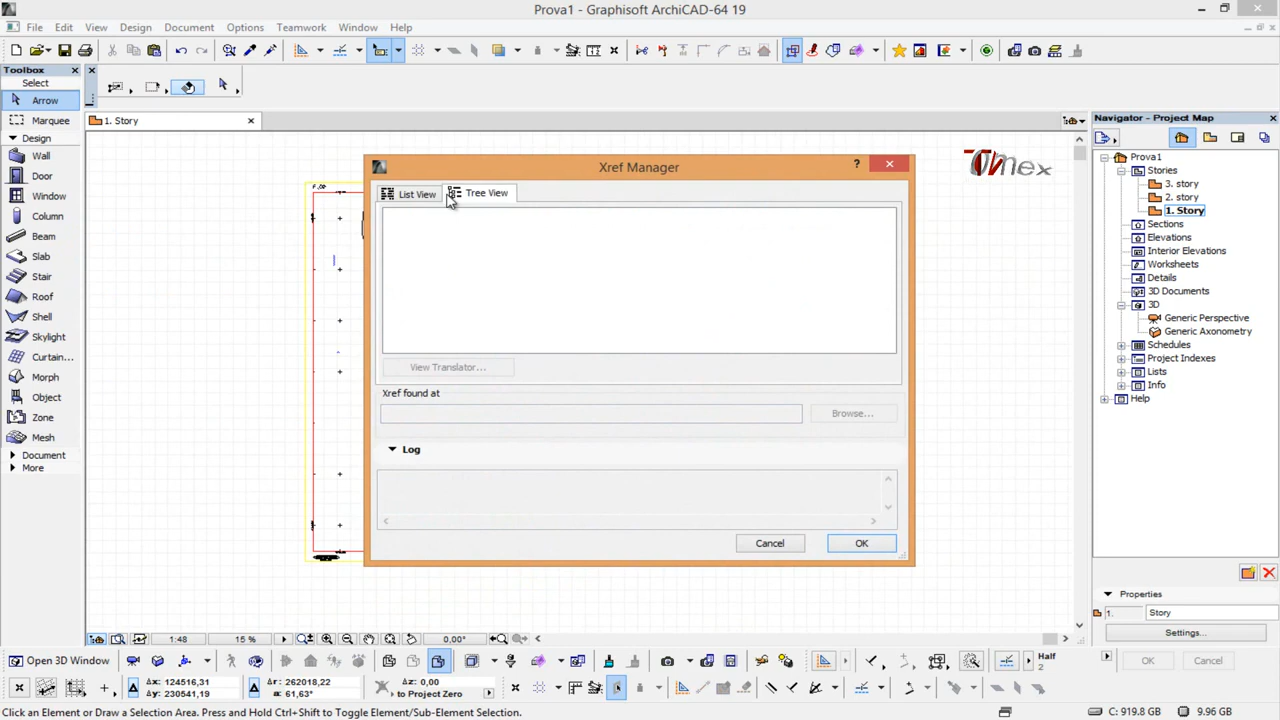 Prova1 - Graphisoft ArchiCAD-64 19
File Edit View Design Document Options Teamwork Window Help
Toolbox
Select
Arrow
Marquee
Design
Wall
Door
Window
Column
Beam
Slab
Stair
Roof
Shell
Skylight
Curtain...
Morph
Object
Zone
Mesh
Document
More
1. Story
Xref Manager
List View
Tree View
View Translator...
Xref found at
Browse...
Log
Cancel
OK
Navigator - Project Map
Prova1
Stories
3. story
2. story
1. Story
Sections
Elevations
Interior Elevations
Worksheets
Details
3D Documents
3D
Generic Perspective
Generic Axonometry
Schedules
Project Indexes
Lists
Info
Help
Properties
1. Story
Settings...
1:48
15 %
0,00°
Open 3D Window
Half
2
OK
Cancel
Δx: 124516,31
Δy: 230541,19
Δr: 262018,22
a: 61,63°
Δz: 0,00
to Project Zero
Click an Element or Draw a Selection Area. Press and Hold Ctrl+Shift to Toggle Element/Sub-Element Selection.
C: 919.8 GB
9.96 GB